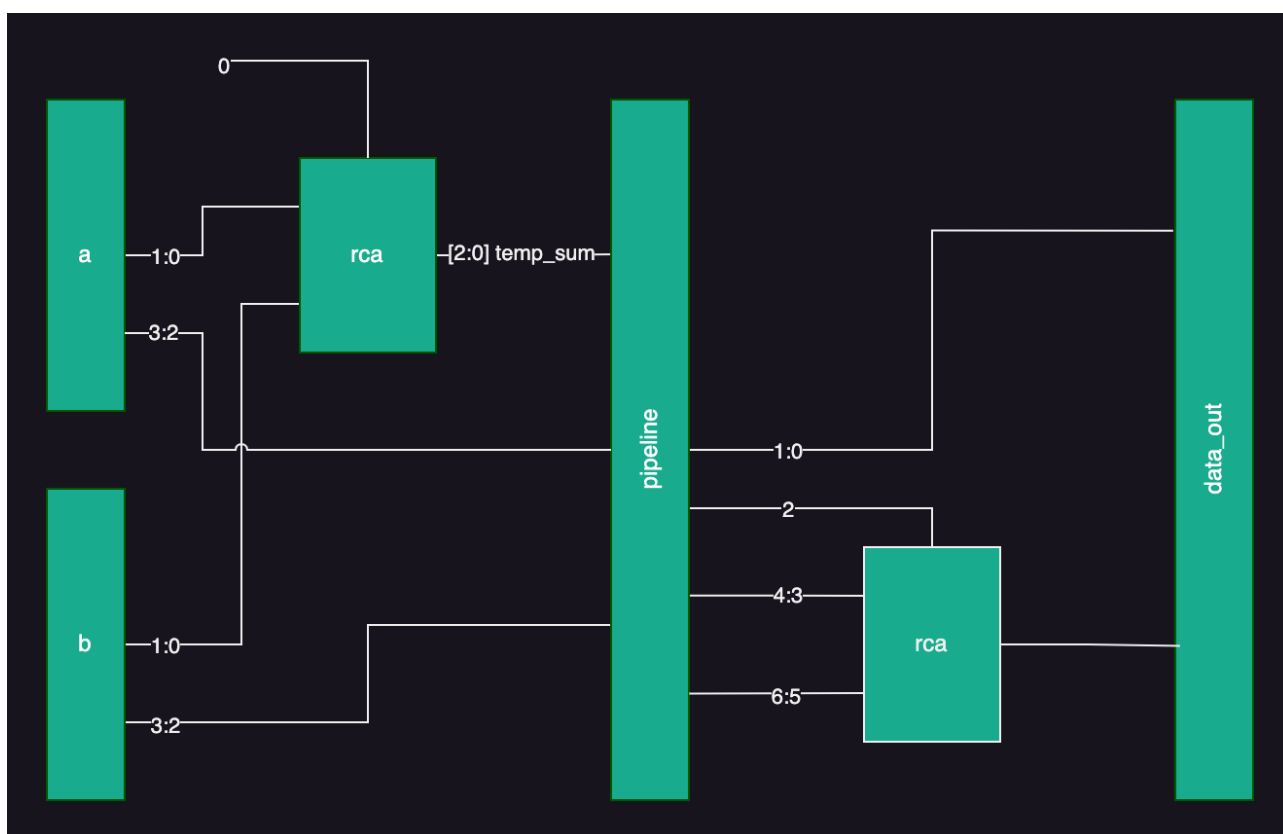 0
a
1:0
3:2
rca
[2:0] temp_sum
b
1:0
3:2
pipeline
1:0
2
4:3
6:5
rca
data_out